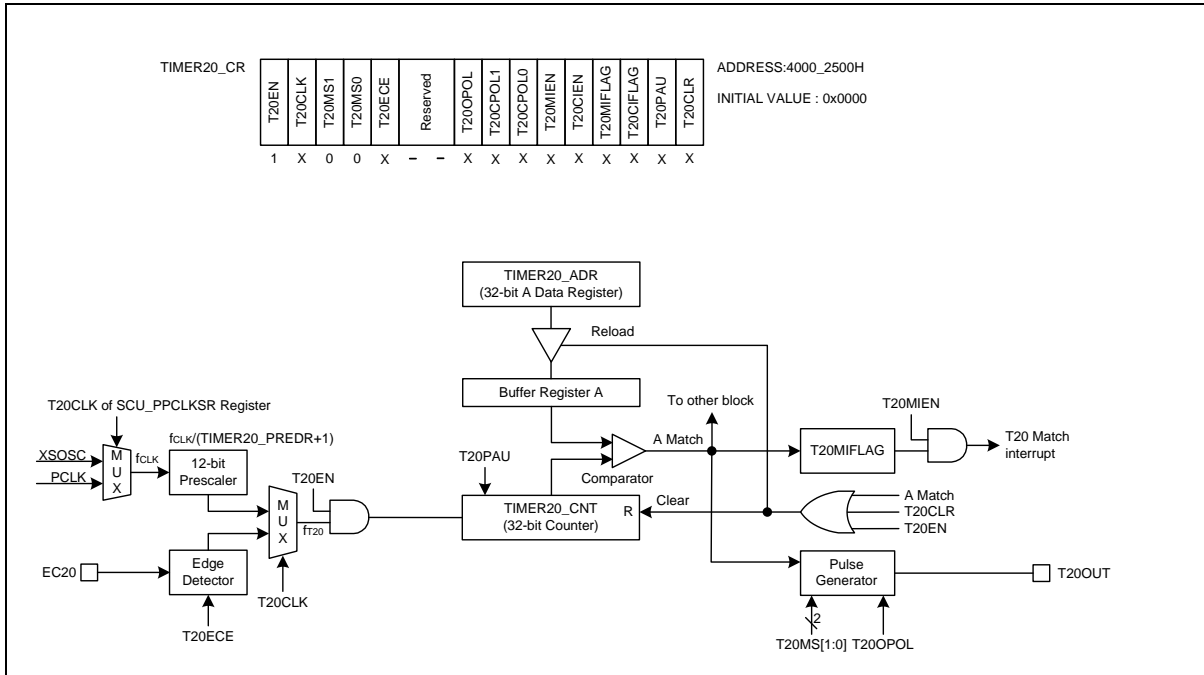 TIMER20_CR
T20EN
T20CLK
T20MS1
T20MS0
T20ECE
Reserved
T20OPOL
T20CPOL1
T20CPOL0
T20MIEN
T20CIEN
T20MIFLAG
T20CIFLAG
T20PAU
T20CLR
ADDRESS:4000_2500H
INITIAL VALUE : 0x0000
1 X 0 0 X – – X X X X X X X X X
TIMER20_ADR
(32-bit A Data Register)
Reload
Buffer Register A
T20CLK of SCU_PPCLKSR Register
To other block
T20MIEN
fCLK/(TIMER20_PREDR+1)
XSOSC
PCLK
MUX
fCLK
12-bit
Prescaler
A Match
T20MIFLAG
T20 Match
interrupt
T20PAU
Comparator
T20EN
MUX
fT20
TIMER20_CNT
(32-bit Counter)
R
Clear
A Match
T20CLR
T20EN
EC20
Edge
Detector
T20CLK
T20ECE
Pulse
Generator
T20OUT
2
T20MS[1:0]
T20OPOL